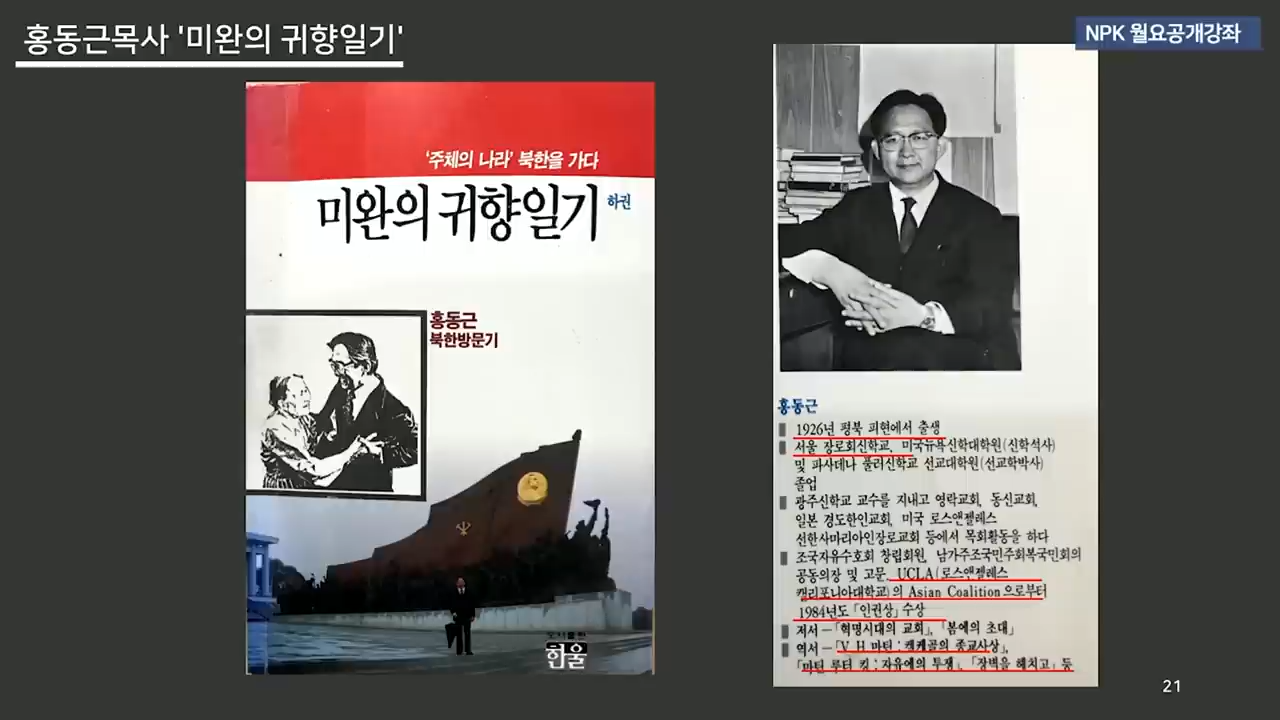 홍동근목사 '미완의 귀향일기'
NPK 월요공개강좌
'주체의 나라' 북한을 가다
미완의 귀향일기 하권
홍동근
북한방문기
도서출판
한울
홍동근
1926년 평북 피현에서 출생
서울 장로회신학교, 미국뉴욕신학대학원(신학석사)
및 파사데나 풀러신학교 선교대학원(선교학박사)
졸업
광주신학교 교수를 지내고 영락교회, 동신교회,
일본 경도한인교회, 미국 로스앤젤레스
선한사마리아인장로교회 등에서 목회활동을 하다
조국자유수호회 창립회원, 남가주조국민주회복국민회의
공동의장 및 고문, UCLA(로스앤젤레스
캘리포니아대학교)의 Asian Coalition으로부터
1984년도 「인권상」 수상
저서-「혁명시대의 교회」, 「봄에의 초대」
역서-「V. H 마틴 : 캐케골의 종교사상」,
「마틴 루터 킹 : 자유에의 투쟁」, 「장벽을 헤치고」 등
21